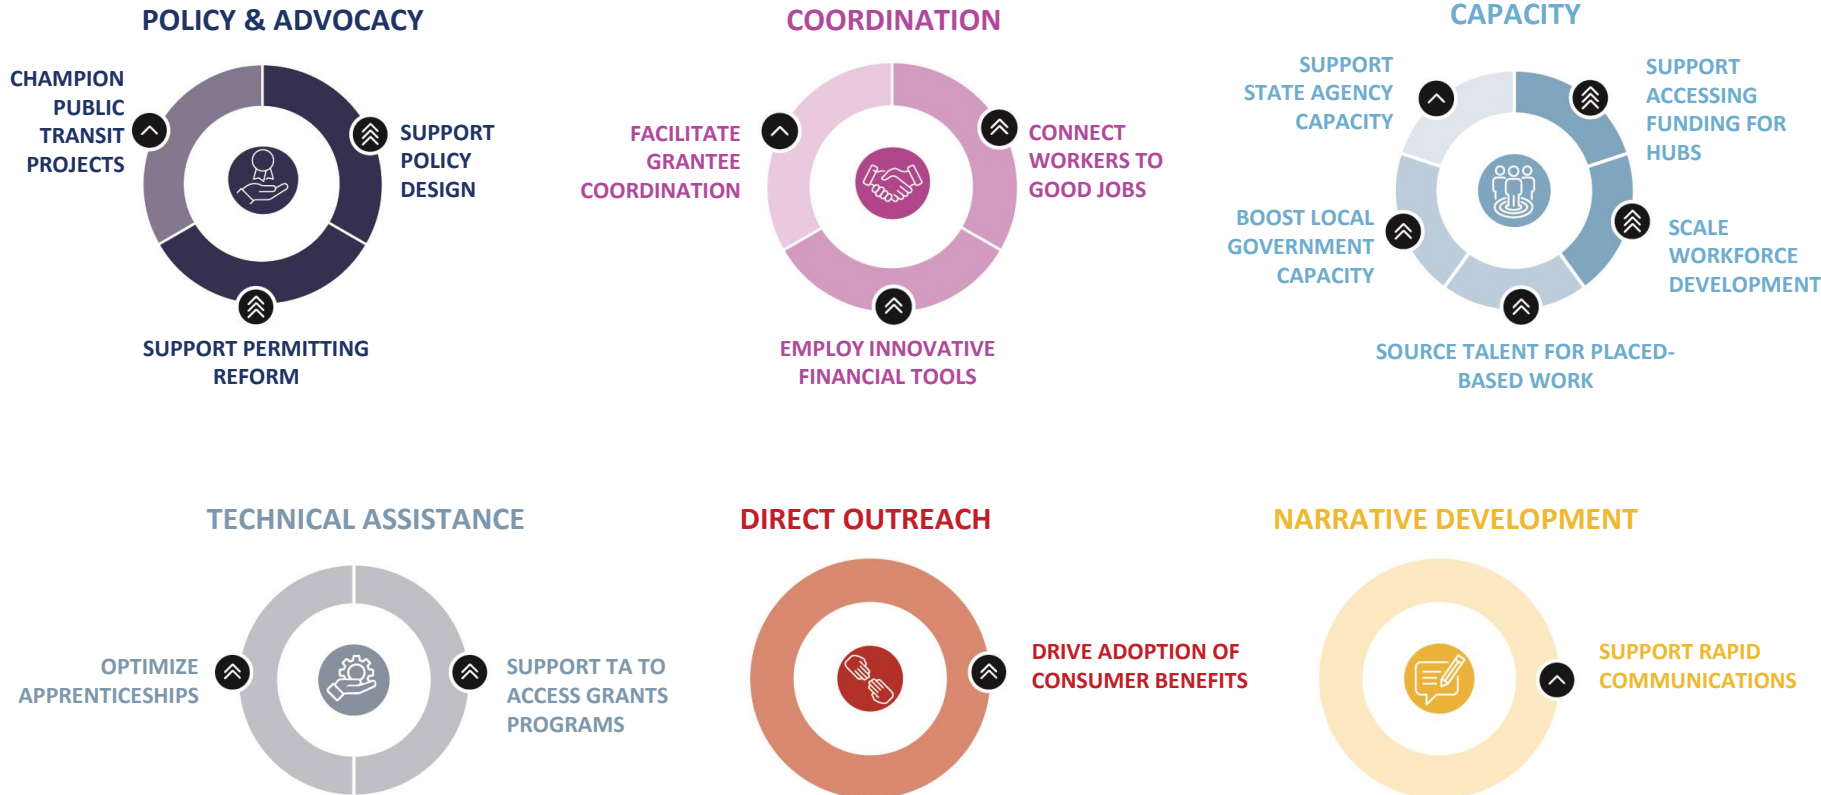 POLICY & ADVOCACY
CHAMPION
PUBLIC
TRANSIT
PROJECTS
SUPPORT
POLICY
DESIGN
SUPPORT PERMITTING
REFORM
COORDINATION
FACILITATE
GRANTEE
COORDINATION
CONNECT
WORKERS TO
GOOD JOBS
EMPLOY INNOVATIVE
FINANCIAL TOOLS
CAPACITY
SUPPORT
STATE AGENCY
CAPACITY
SUPPORT
ACCESSING
FUNDING FOR
HUBS
BOOST LOCAL
GOVERNMENT
CAPACITY
SCALE
WORKFORCE
DEVELOPMENT
SOURCE TALENT FOR PLACED-
BASED WORK
TECHNICAL ASSISTANCE
OPTIMIZE
APPRENTICESHIPS
SUPPORT TA TO
ACCESS GRANTS
PROGRAMS
DIRECT OUTREACH
DRIVE ADOPTION OF
CONSUMER BENEFITS
NARRATIVE DEVELOPMENT
SUPPORT RAPID
COMMUNICATIONS